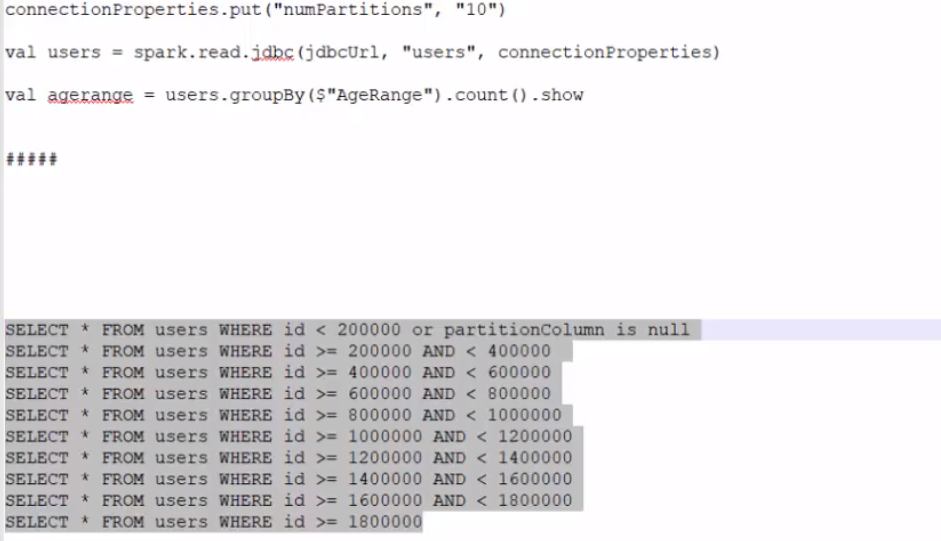 connectionProperties.put("numPartitions", "10")
val users = spark.read.jdbc(jdbcUrl, "users", connectionProperties)
val agerange = users.groupBy($"AgeRange").count().show
#####
SELECT * FROM users WHERE id < 200000 or partitionColumn is null
SELECT * FROM users WHERE id >= 200000 AND < 400000
SELECT * FROM users WHERE id >= 400000 AND < 600000
SELECT * FROM users WHERE id >= 600000 AND < 800000
SELECT * FROM users WHERE id >= 800000 AND < 1000000
SELECT * FROM users WHERE id >= 1000000 AND < 1200000
SELECT * FROM users WHERE id >= 1200000 AND < 1400000
SELECT * FROM users WHERE id >= 1400000 AND < 1600000
SELECT * FROM users WHERE id >= 1600000 AND < 1800000
SELECT * FROM users WHERE id >= 1800000